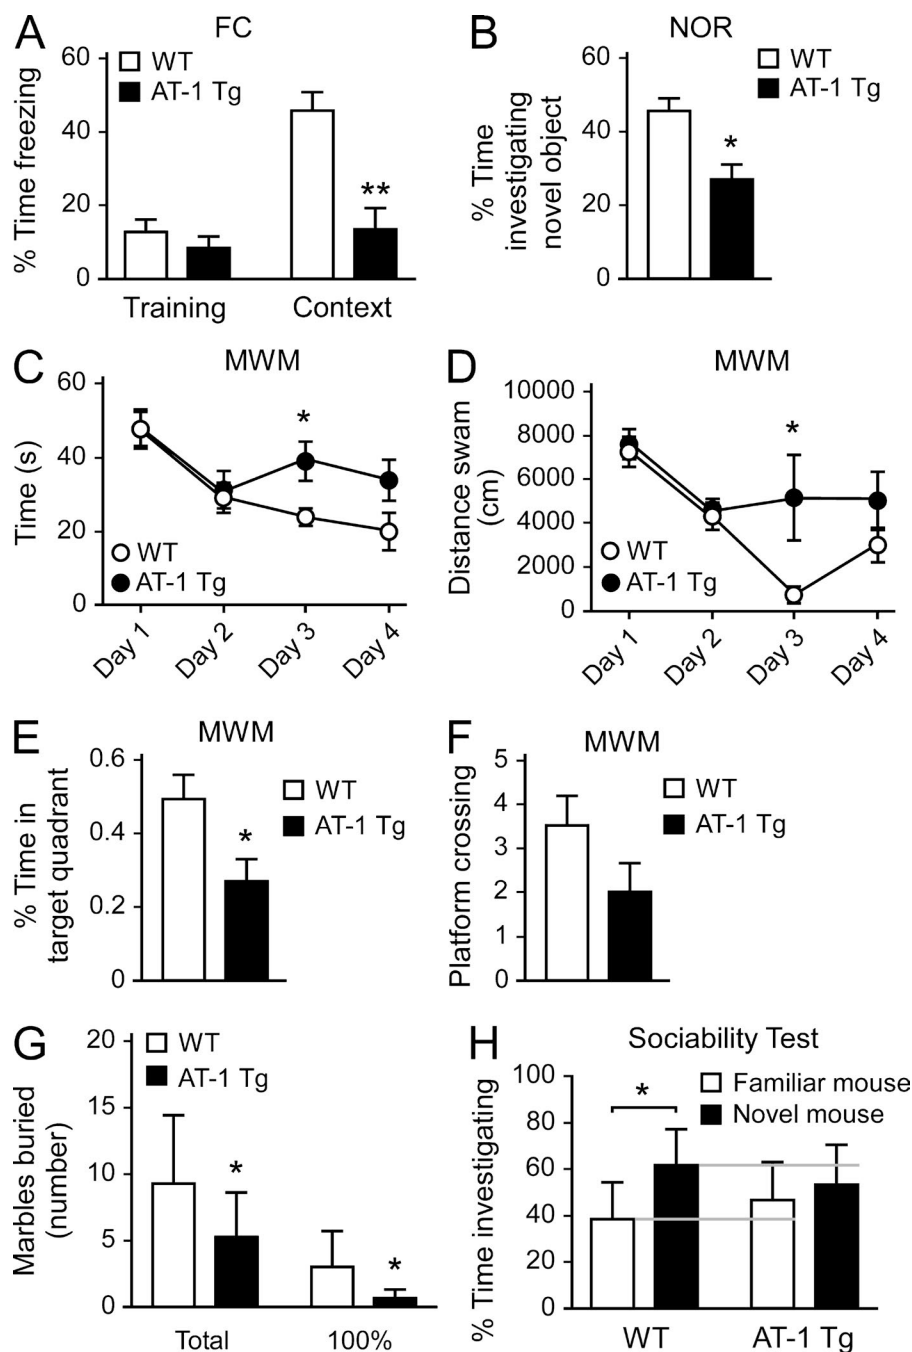 A
FC
60
40
20
0
% Time freezing
WT
AT-1 Tg
**
Training
Context
B
NOR
60
40
20
0
% Time
investigating
novel object
WT
AT-1 Tg
*
C
MWM
60
40
20
0
Time (s)
*
WT
AT-1 Tg
Day 1
Day 2
Day 3
Day 4
D
MWM
10000
8000
6000
4000
2000
0
Distance swam
(cm)
*
WT
AT-1 Tg
Day 1
Day 2
Day 3
Day 4
E
MWM
0.6
0.4
0.2
0
% Time in
target quadrant
WT
AT-1 Tg
*
F
MWM
5
4
3
2
1
0
Platform crossing
WT
AT-1 Tg
G
20
15
10
5
0
Marbles buried
(number)
WT
AT-1 Tg
*
*
Total
100%
H
Sociability Test
100
80
60
40
20
0
% Time investigating
Familiar mouse
Novel mouse
*
WT
AT-1 Tg